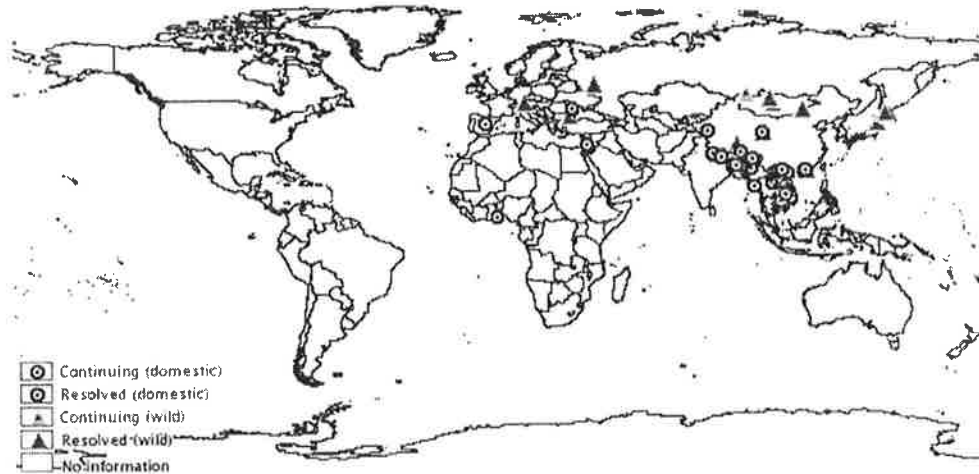 Continuing (domestic)
Resolved (domestic)
Continuing (wild)
Resolved (wild)
No information